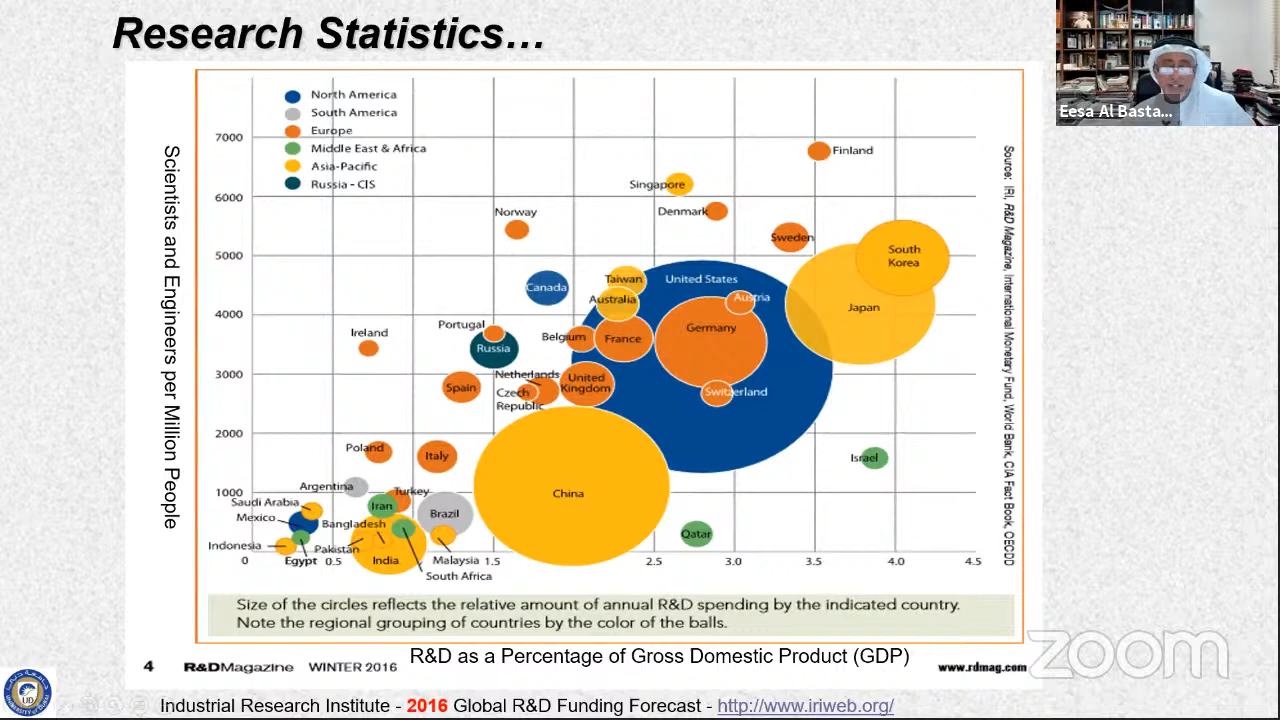 Research Statistics…
Eesa Al Basta...
North America
South America
Europe
Middle East & Africa
Asia-Pacific
Russia - CIS
Scientists and Engineers per Million People
7000
6000
5000
4000
3000
2000
1000
0
0.5
1.5
2.5
3.0
3.5
4.0
4.5
Finland
Singapore
Denmark
Norway
Sweden
South
Korea
Taiwan
United States
Canada
Australia
Austria
Japan
Germany
Portugal
Ireland
Belgium
France
Russia
Netherlands
United
Kingdom
Spain
Czech
Republic
Switzerland
Poland
Italy
Israel
Argentina
Turkey
China
Saudi Arabia
Iran
Mexico
Bangladesh
Brazil
Qatar
Indonesia
Pakistan
Egypt
India
Malaysia
South Africa
Source: IRI, R&D Magazine, International Monetary Fund, World Bank, CIA Fact Book, OECDD
Size of the circles reflects the relative amount of annual R&D spending by the indicated country.
Note the regional grouping of countries by the color of the balls.
R&D as a Percentage of Gross Domestic Product (GDP)
4 R&DMagazine WINTER 2016
www.rdmag.com
zoom
Industrial Research Institute - 2016 Global R&D Funding Forecast - http://www.iriweb.org/